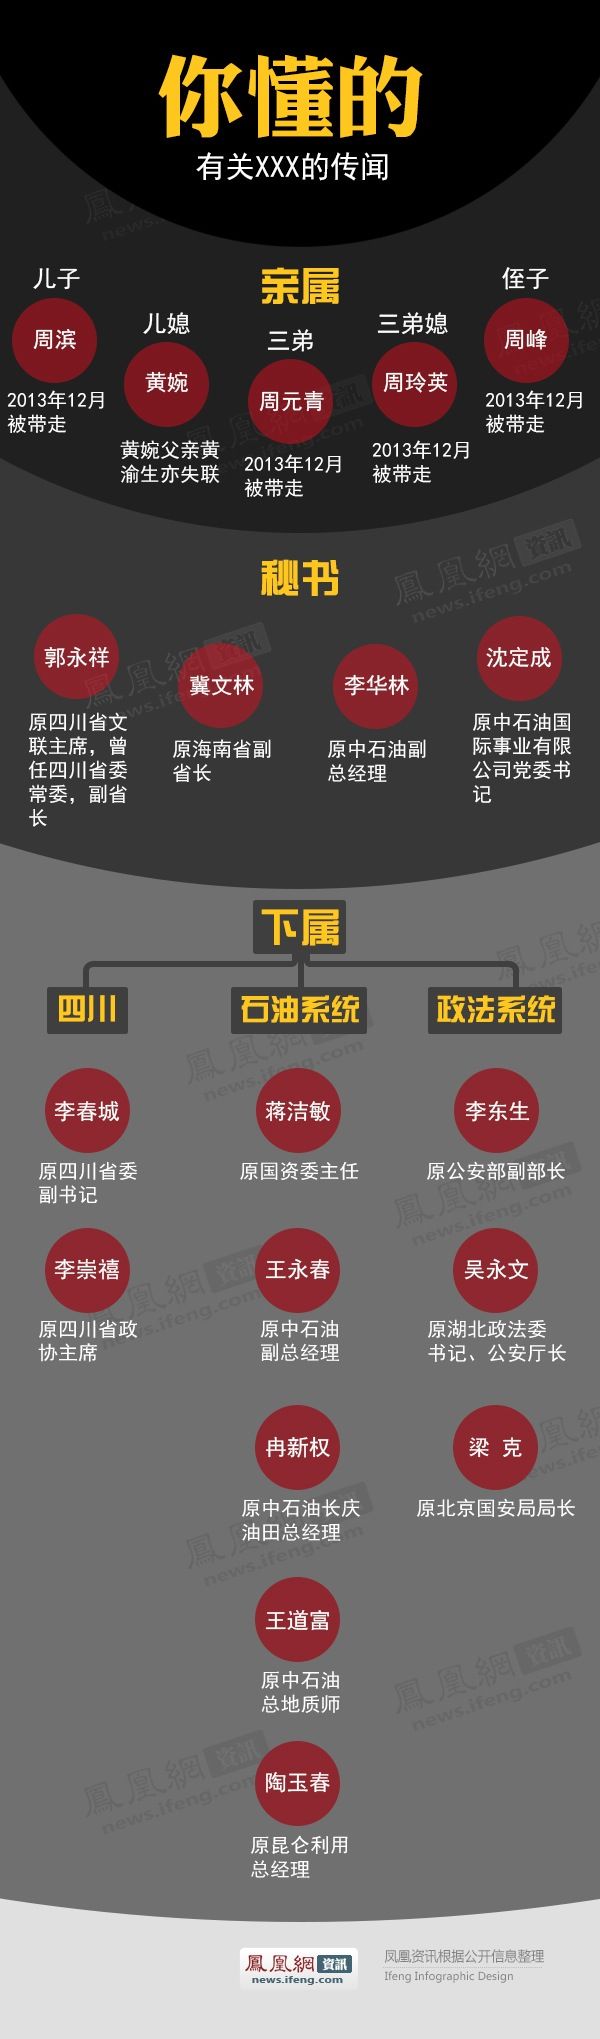 你懂的
有关XXX的传闻
亲属
儿子
周滨
2013年12月
被带走
儿媳
黄婉
黄婉父亲黄
渝生亦失联
三弟
周元青
2013年12月
被带走
三弟媳
周玲英
2013年12月
被带走
侄子
周峰
2013年12月
被带走
秘书
郭永祥
原四川省文
联主席，曾
任四川省委
常委，副省
长
冀文林
原海南省副
省长
李华林
原中石油副
总经理
沈定成
原中石油国
际事业有限
公司党委书
记
下属
四川
李春城
原四川省委
副书记
李崇禧
原四川省政
协主席
石油系统
蒋洁敏
原国资委主任
王永春
原中石油
副总经理
冉新权
原中石油长庆
油田总经理
王道富
原中石油
总地质师
陶玉春
原昆仑利用
总经理
政法系统
李东生
原公安部副部长
吴永文
原湖北政法委
书记、公安厅长
梁 克
原北京国安局局长
鳳凰網資訊
news.ifeng.com
凤凰资讯根据公开信息整理
Ifeng Infographic Design